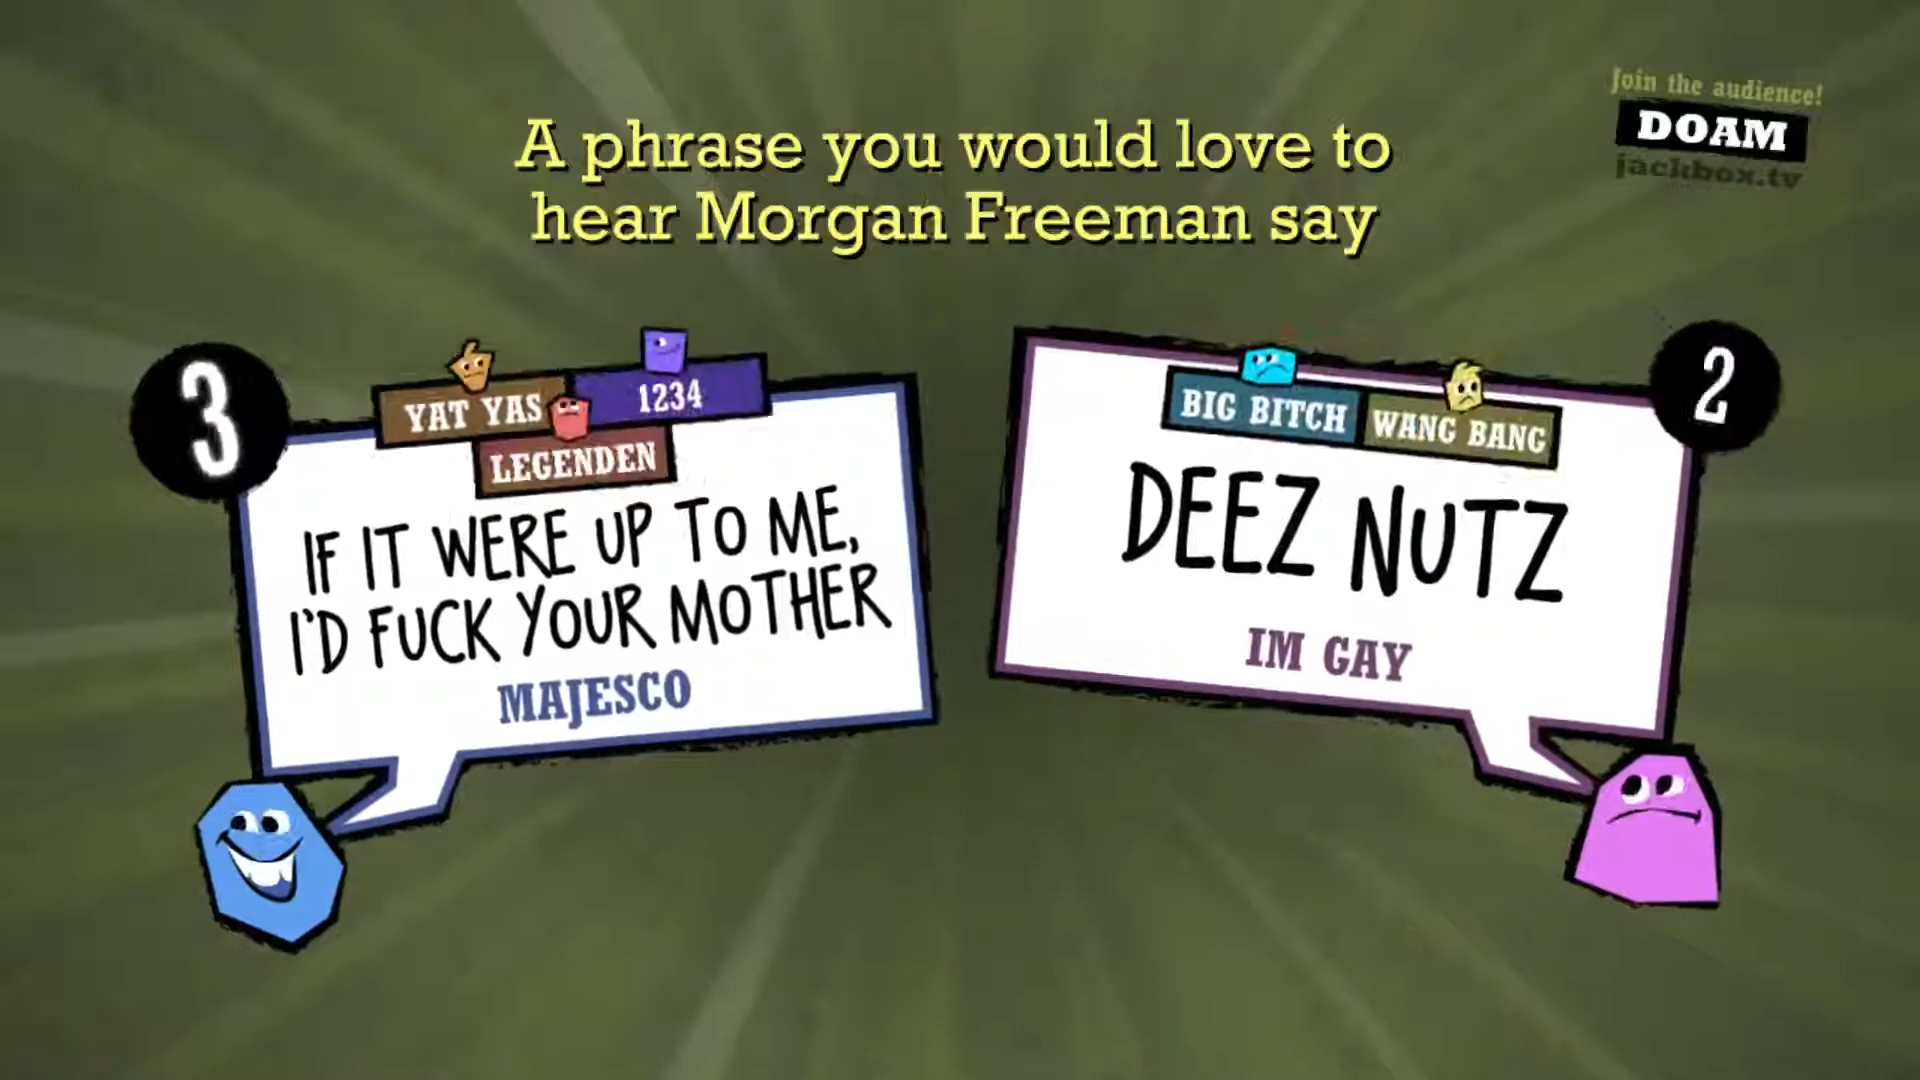 Join the audience!
DOAM
jackbox.tv
A phrase you would love to
hear Morgan Freeman say
3
YAT YAS
1234
LEGENDEN
IF IT WERE UP TO ME,
I'D FUCK YOUR MOTHER
MAJESCO
2
BIG BITCH
WANG BANG
DEEZ NUTZ
IM GAY